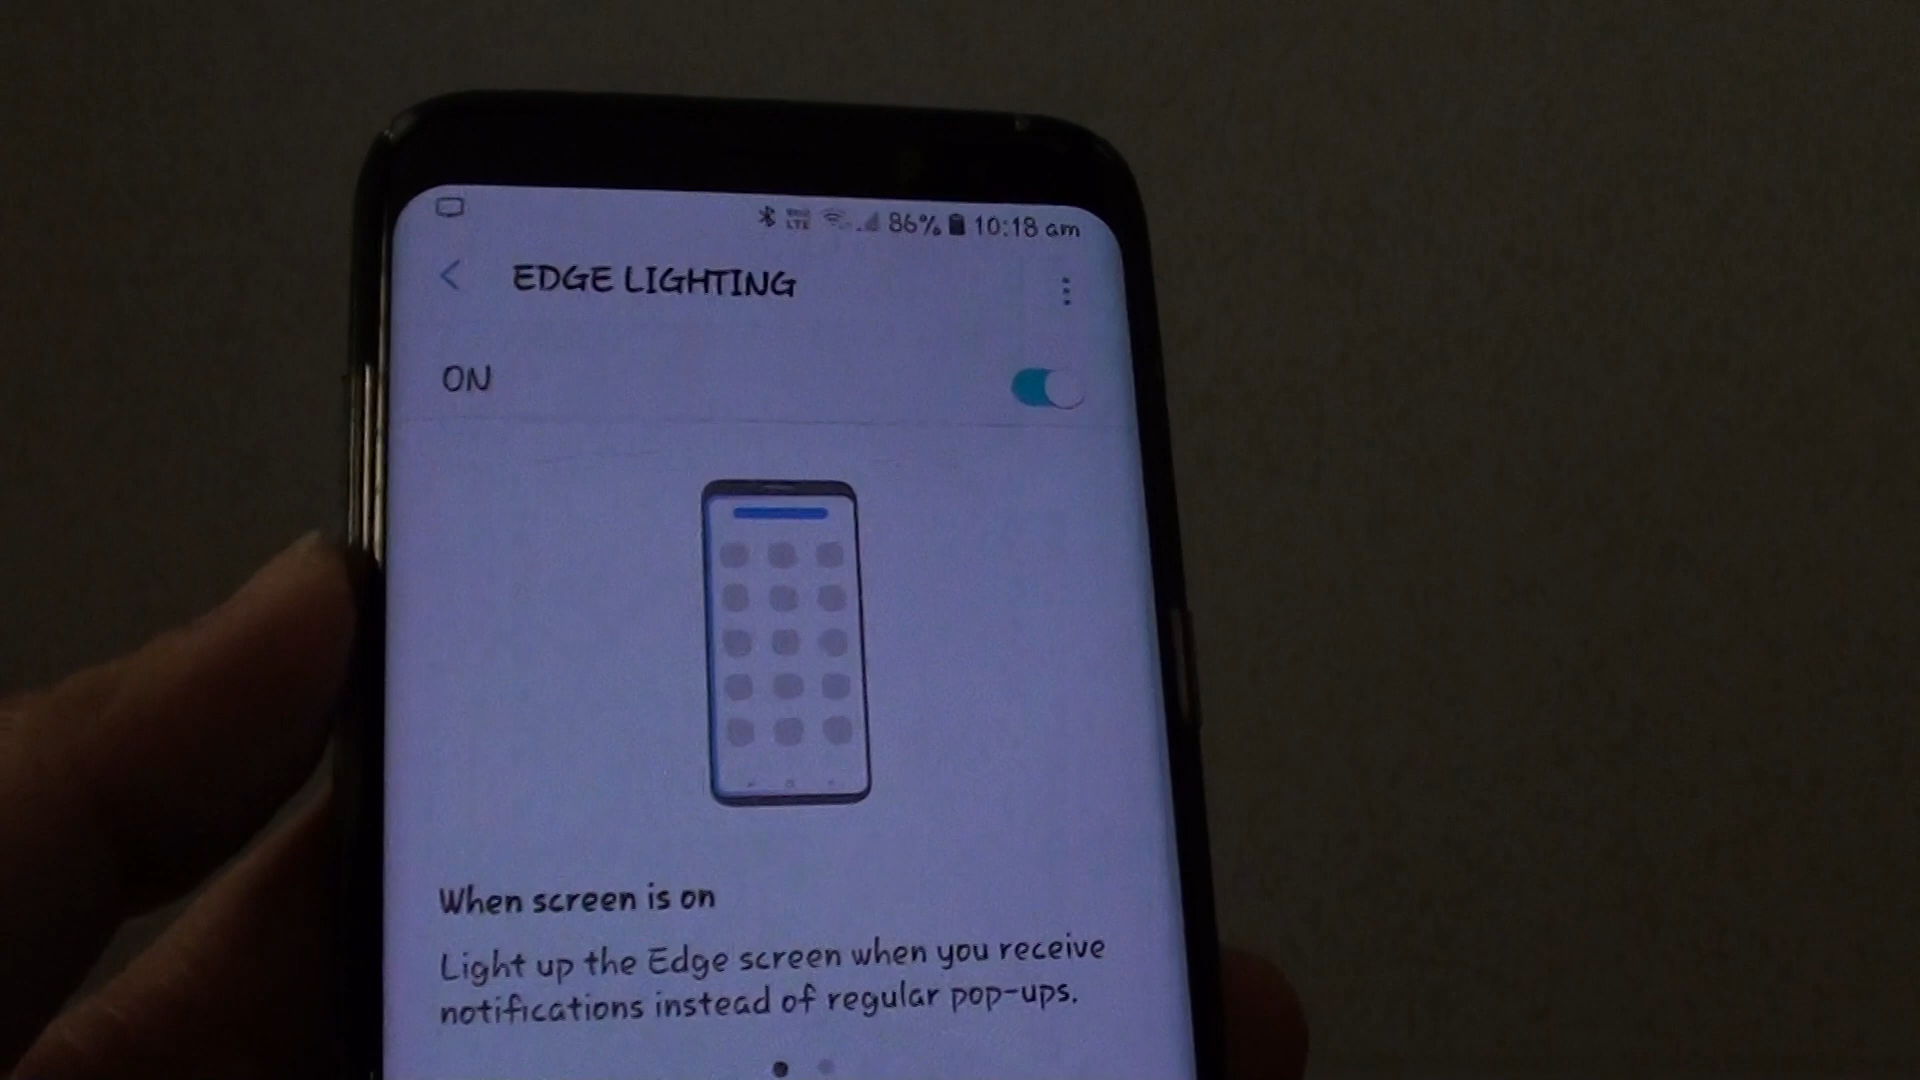 VoLTE 86% 10:18 am
EDGE LIGHTING
ON
When screen is on
Light up the Edge screen when you receive
notifications instead of regular pop-ups.